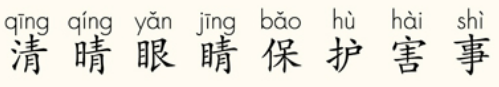 qīng qíng yǎn jīng bǎo hù hài shì
清 晴 眼 睛 保 护 害 事